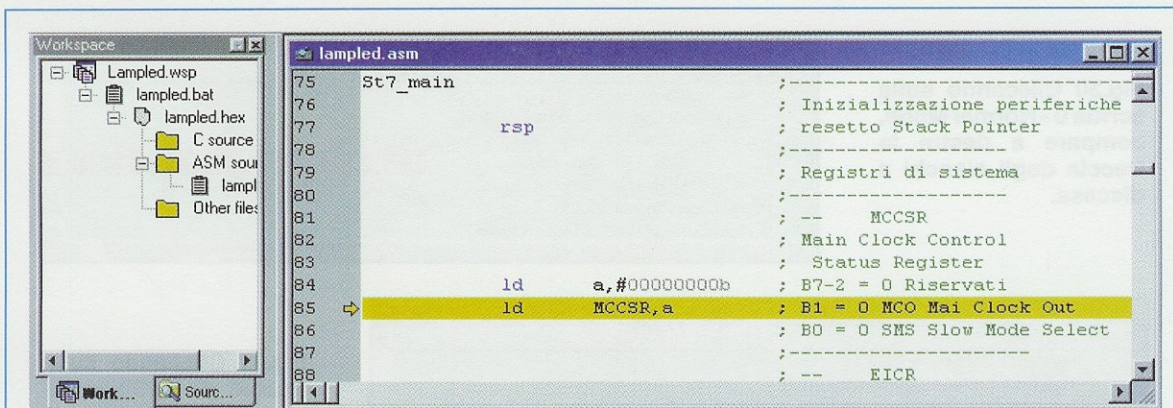 Workspace
Lampled.wsp
lampled.bat
lampled.hex
C source
ASM sour
lampl
Other files
Work...
Sourc...
lampled.asm
75 St7_main ;-----------------------
76 ; Inizializzazione periferiche
77 rsp ; resetto Stack Pointer
78 ;-----------------------
79 ; Registri di sistema
80 ;--------------------
81 ; -- MCCSR
82 ; Main Clock Control
83 ; Status Register
84 ld a,#00000000b ; B7-2 = 0 Riservati
85 ld MCCSR,a ; B1 = 0 MCO Mai Clock Out
86 ; B0 = 0 SMS Slow Mode Select
87 ;----------------------
88 ; -- EICR